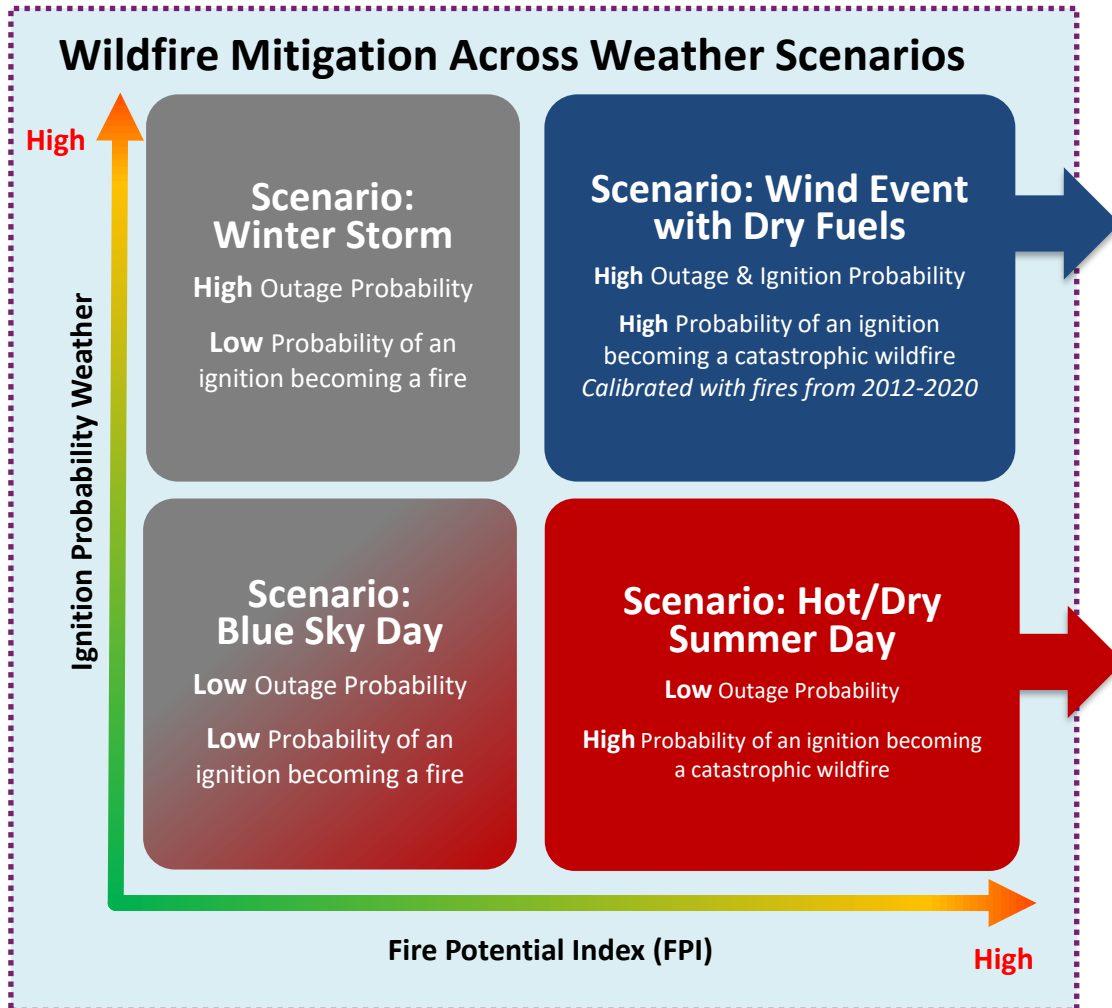 Wildfire Mitigation Across Weather Scenarios
High
Ignition Probability Weather
Scenario:
Winter Storm
High Outage Probability
Low Probability of an
ignition becoming a fire
Scenario: Wind Event
with Dry Fuels
High Outage & Ignition Probability
High Probability of an ignition
becoming a catastrophic wildfire
Calibrated with fires from 2012-2020
Scenario:
Blue Sky Day
Low Outage Probability
Low Probability of an
ignition becoming a fire
Scenario: Hot/Dry
Summer Day
Low Outage Probability
High Probability of an ignition becoming
a catastrophic wildfire
Fire Potential Index (FPI)
High